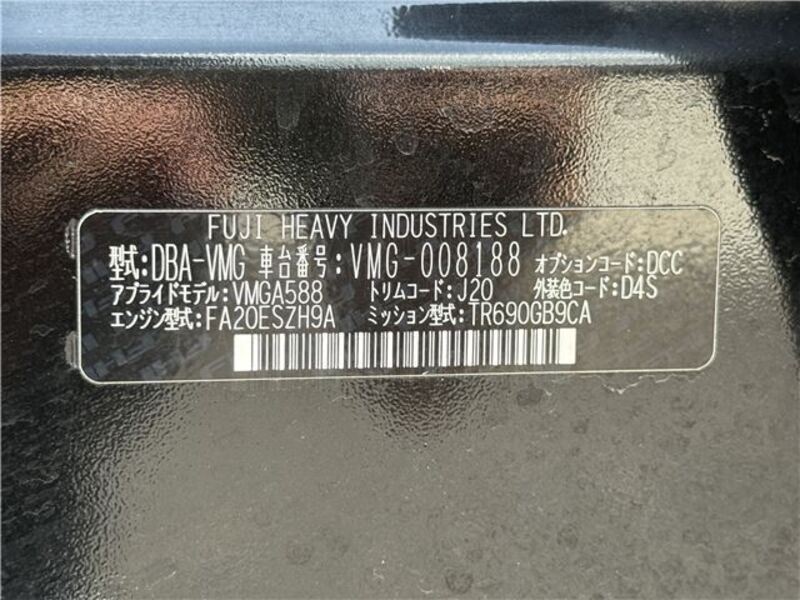 FUJI HEAVY INDUSTRIES LTD.
型式:DBA-VMG 車台番号:VMG-008188 オプションコード:DCC
アプライドモデル:VMGA588 トリムコード:J20 外装色コード:D4S
エンジン型式:FA20ESZH9A ミッション型式:TR690GB9CA